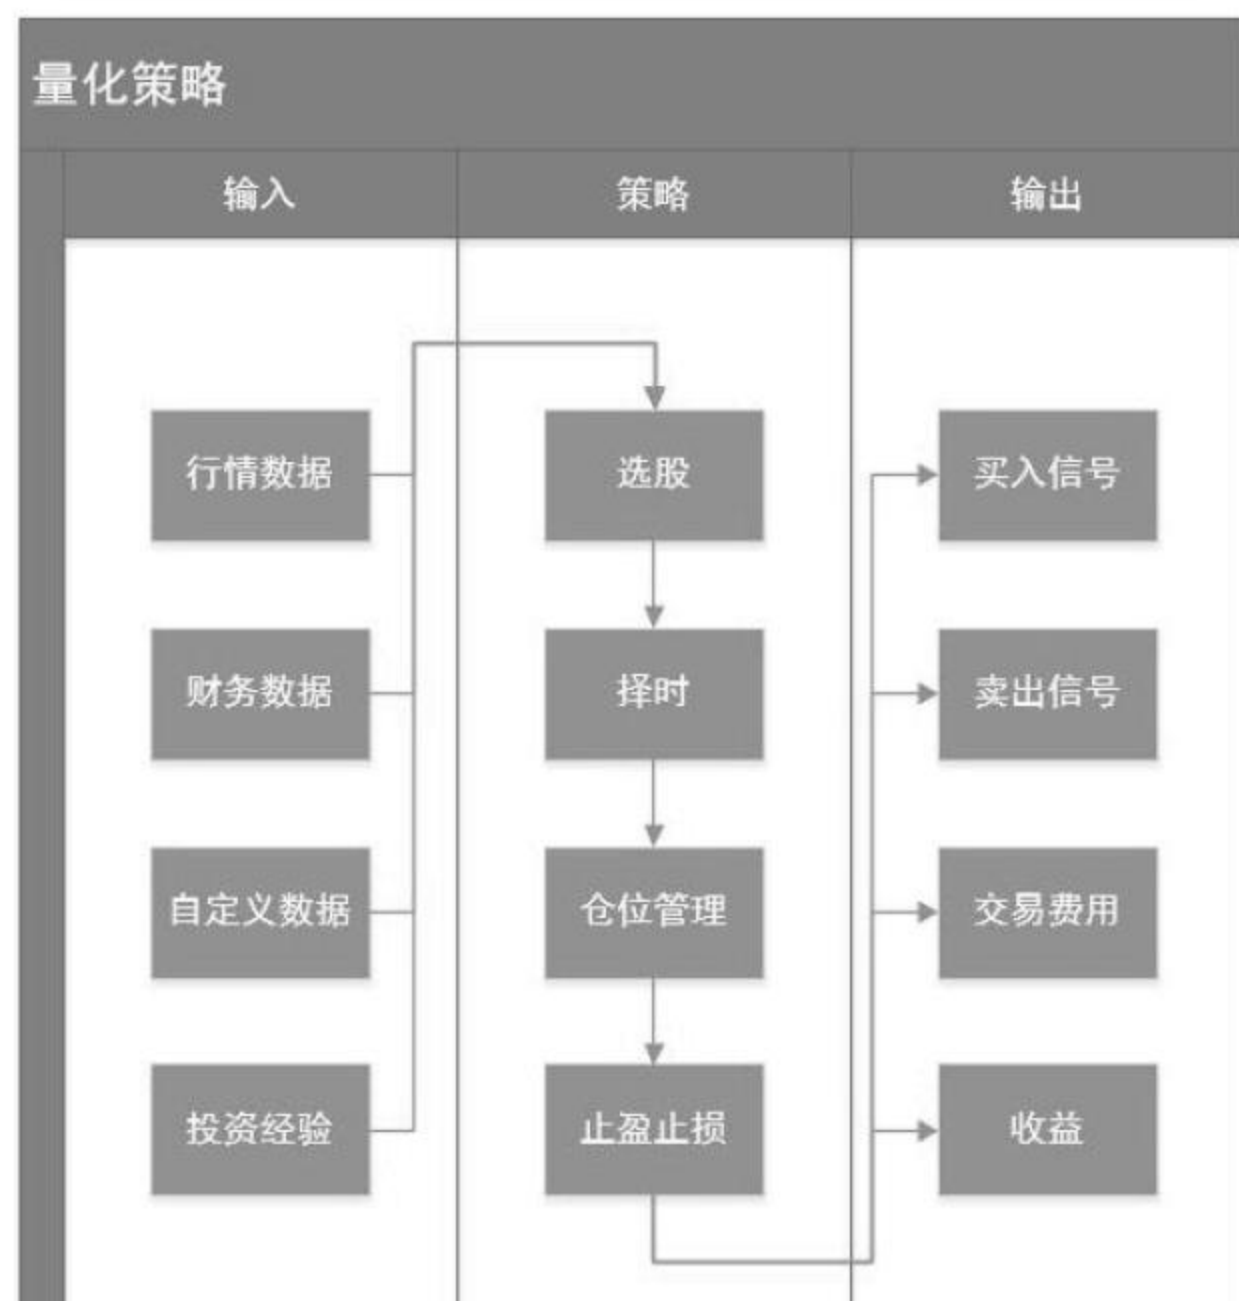 量化策略
输入
策略
输出
行情数据
选股
买入信号
财务数据
择时
卖出信号
自定义数据
仓位管理
交易费用
投资经验
止盈止损
收益